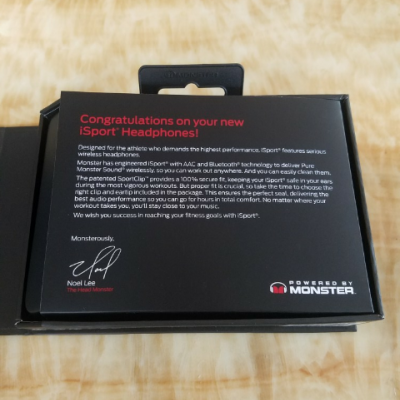 Congratulations on your new
iSport® Headphones!
Designed for the athlete who demands the highest performance, iSport® features serious
wireless headphones.
Monster has engineered iSport® with AAC and Bluetooth® technology to deliver Pure
Monster Sound® wirelessly, so you can work out anywhere. And you can easily clean them.
The patented SportClip™ provides a 100% secure fit, keeping your iSport® safe in your ears
during the most vigorous workouts. But proper fit is crucial, so take the time to choose the
right clip and eartip included in the package. This ensures the perfect seal, delivering the
best audio performance so you can go for hours in total comfort. No matter where your
workout takes you, you'll stay close to your music.
We wish you success in reaching your fitness goals with iSport®.
Monsterously,
Noel Lee
The Head Monster
POWERED BY
MONSTER